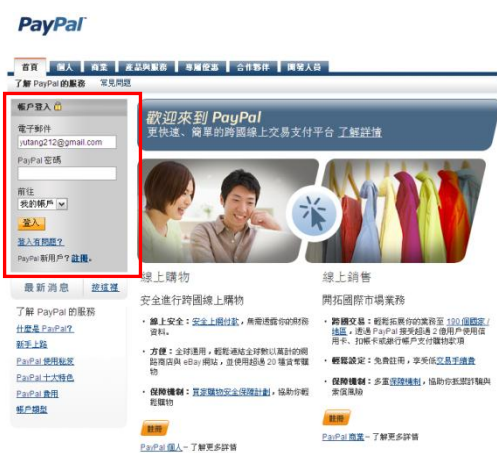 PayPal
首頁 個人 商業 產品與服務 專屬優惠 合作夥伴 開發人員
了解 PayPal 的服務 常見問題
帳戶登入
電子郵件
yutang212@gmail.com
PayPal 密碼
前往
我的帳戶
登入
登入有問題?
PayPal 新用戶? 註冊。
歡迎來到 PayPal
更快速、簡單的跨國線上交易支付平台 了解詳情
最新消息 按這裡
了解 PayPal 的服務
什麼是 PayPal?
新手上路
PayPal 使用秘笈
PayPal 十大特色
PayPal 費用
帳戶類型
線上購物
安全進行跨國線上購物
・ 線上安全：安全上網付款，無需透露你的財務
資料。
・ 方便：全球通用，輕鬆連結全球數以萬計的網
路商店與 eBay 網站，並使用超過 20 種貨幣購
物
・ 保障機制：買家購物安全保障計劃，協助你輕
鬆購物
註冊
PayPal 個人 - 了解更多詳情
線上銷售
開拓國際市場業務
・ 跨國交易：輕鬆拓展你的業務至 190 個國家/
地區，透過 PayPal 接受超過 2 億用戶使用信
用卡、扣帳卡或銀行帳戶支付購物款項
・ 輕鬆設定：免費註冊，享受低交易手續費
・ 保障機制：多重保障機制，協助你抵禦詐騙與
索償風險
註冊
PayPal 商業 - 了解更多詳情